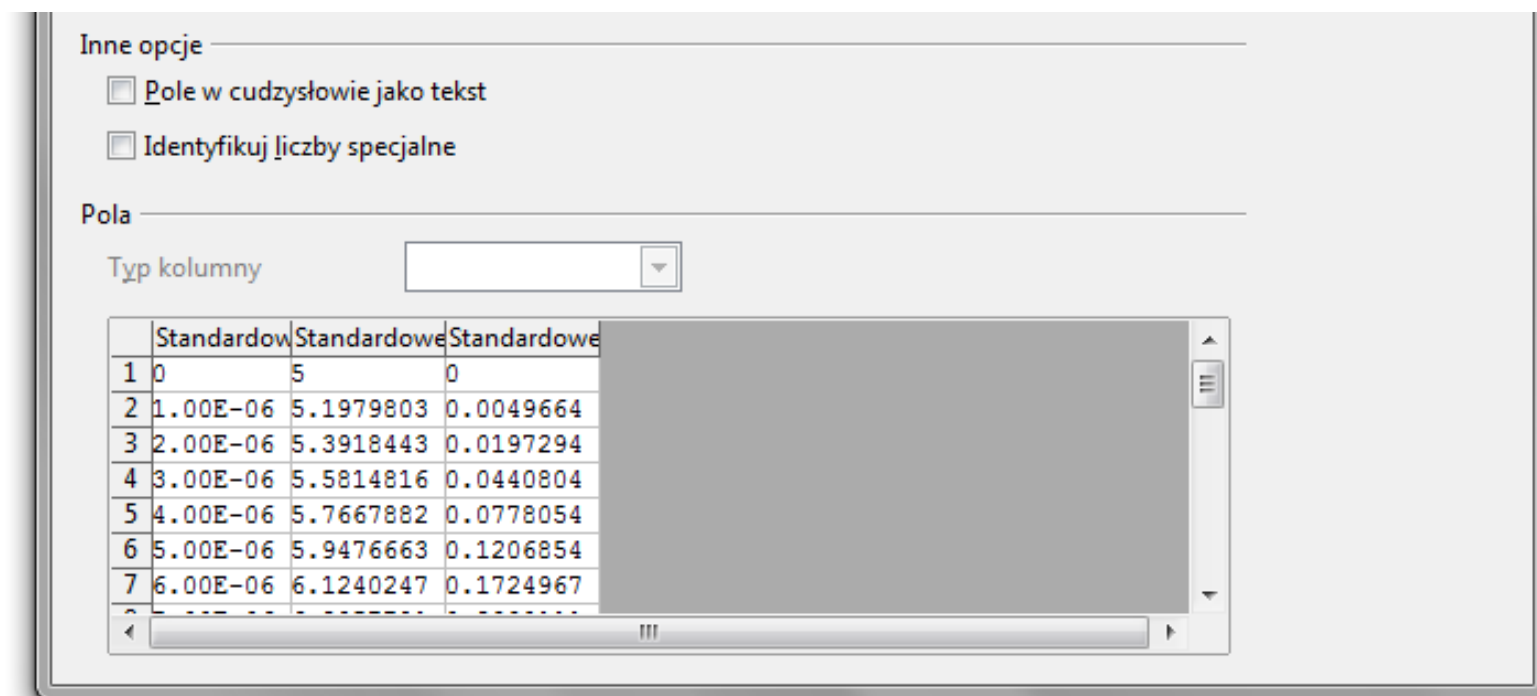 Inne opcje
Pole w cudzysłowie jako tekst
Identyfikuj liczby specjalne
Pola
Typ kolumny
Standardow Standardowe Standardowe
1 0 5 0
2 1.00E-06 5.1979803 0.0049664
3 2.00E-06 5.3918443 0.0197294
4 3.00E-06 5.5814816 0.0440804
5 4.00E-06 5.7667882 0.0778054
6 5.00E-06 5.9476663 0.1206854
7 6.00E-06 6.1240247 0.1724967